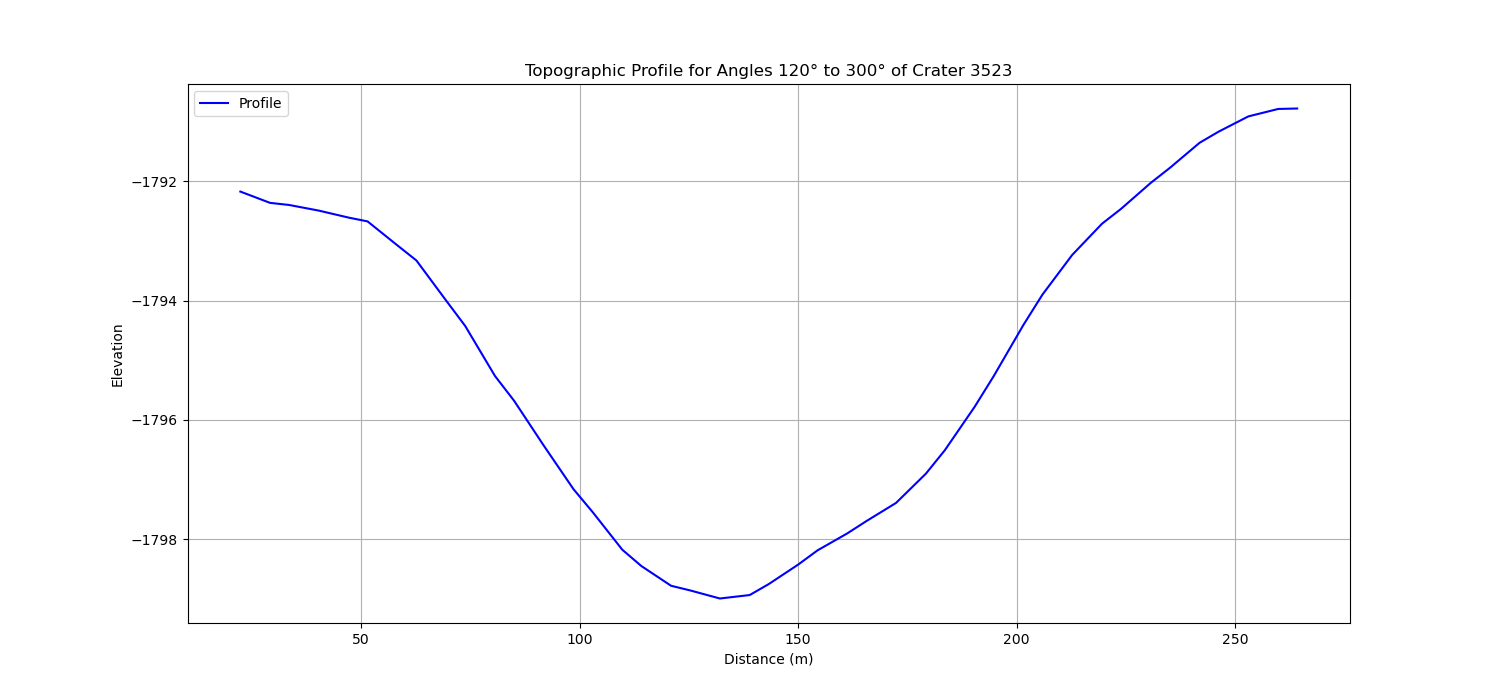 Topographic Profile for Angles 120° to 300° of Crater 3523
Profile
−1792
−1794
−1796
−1798
Elevation
50
100
150
200
250
Distance (m)